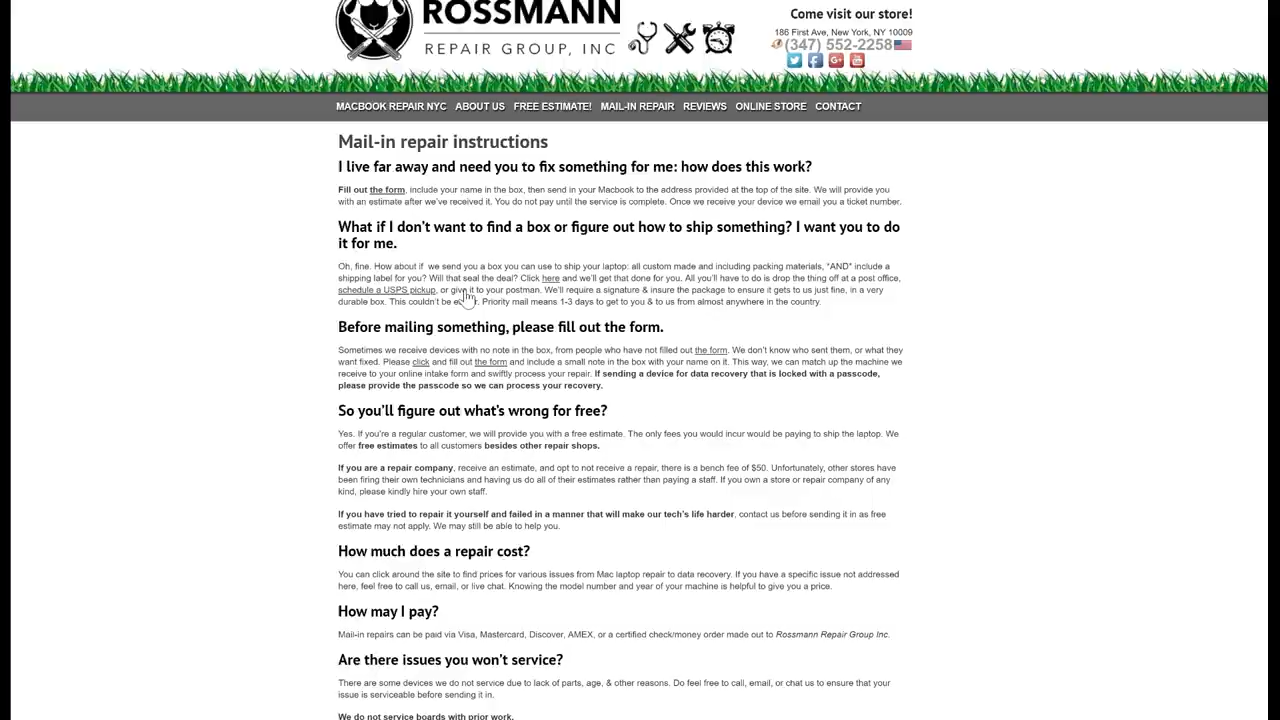 ROSSMANN
REPAIR GROUP, INC
Come visit our store!
186 First Ave, New York, NY 10009
(347) 552-2258
MACBOOK REPAIR NYC ABOUT US FREE ESTIMATE! MAIL-IN REPAIR REVIEWS ONLINE STORE CONTACT
Mail-in repair instructions
I live far away and need you to fix something for me: how does this work?
Fill out the form, include your name in the box, then send in your Macbook to the address provided at the top of the site. We will provide you
with an estimate after we've received it. You do not pay until the service is complete. Once we receive your device we email you a ticket number.
What if I don't want to find a box or figure out how to ship something? I want you to do
it for me.
Oh, fine. How about if we send you a box you can use to ship your laptop: all custom made and including packing materials, *AND* include a
shipping label for you? Will that seal the deal? Click here and we'll get that done for you. All you'll have to do is drop the thing off at a post office,
schedule a USPS pickup, or give it to your postman. We'll require a signature & insure the package to ensure it gets to us just fine, in a very
durable box. This couldn't be Priority mail means 1-3 days to get to you & to us from almost anywhere in the country.
Before mailing something, please fill out the form.
Sometimes we receive devices with no note in the box, from people who have not filled out the form. We don't know who sent them, or what they
want fixed. Please click and fill out the form and include a small note in the box with your name on it. This way, we can match up the machine we
receive to your online intake form and swiftly process your repair. If sending a device for data recovery that is locked with a passcode,
please provide the passcode so we can process your recovery.
So you'll figure out what's wrong for free?
Yes. If you're a regular customer, we will provide you with a free estimate. The only fees you would incur would be paying to ship the laptop. We
offer free estimates to all customers besides other repair shops.
If you are a repair company, receive an estimate, and opt to not receive a repair, there is a bench fee of $50. Unfortunately, other stores have
been firing their own technicians and having us do all of their estimates rather than paying a staff. If you own a store or repair company of any
kind, please kindly hire your own staff.
If you have tried to repair it yourself and failed in a manner that will make our tech's life harder, contact us before sending it in as free
estimate may not apply. We may still be able to help you.
How much does a repair cost?
You can click around the site to find prices for various issues from Mac laptop repair to data recovery. If you have a specific issue not addressed
here, feel free to call us, email, or live chat. Knowing the model number and year of your machine is helpful to give you a price.
How may I pay?
Mail-in repairs can be paid via Visa, Mastercard, Discover, AMEX, or a certified check/money order made out to Rossmann Repair Group Inc.
Are there issues you won't service?
There are some devices we do not service due to lack of parts, age, & other reasons. Do feel free to call, email, or chat us to ensure that your
issue is serviceable before sending it in.
We do not service boards with prior work.